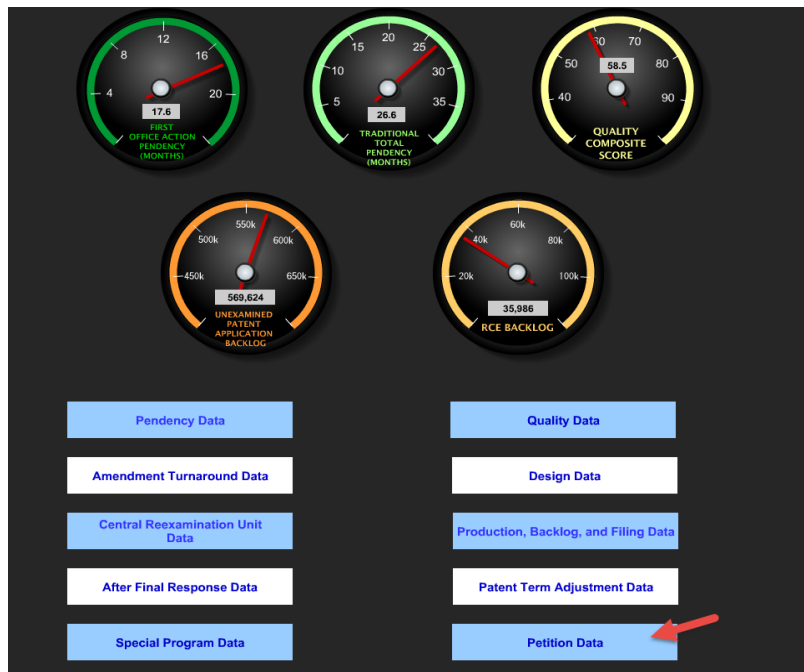 4
8
12
16
20
17.6
FIRST
OFFICE ACTION
PENDENCY
(MONTHS)
5
10
15
20
25
30
35
26.6
TRADITIONAL
TOTAL
PENDENCY
(MONTHS)
40
50
60
70
80
90
58.5
QUALITY
COMPOSITE
SCORE
450k
500k
550k
600k
650k
569,624
UNEXAMINED
PATENT
APPLICATION
BACKLOG
20k
40k
60k
80k
100k
35,986
RCE BACKLOG
Pendency Data
Quality Data
Amendment Turnaround Data
Design Data
Central Reexamination Unit
Data
Production, Backlog, and Filing Data
After Final Response Data
Patent Term Adjustment Data
Special Program Data
Petition Data